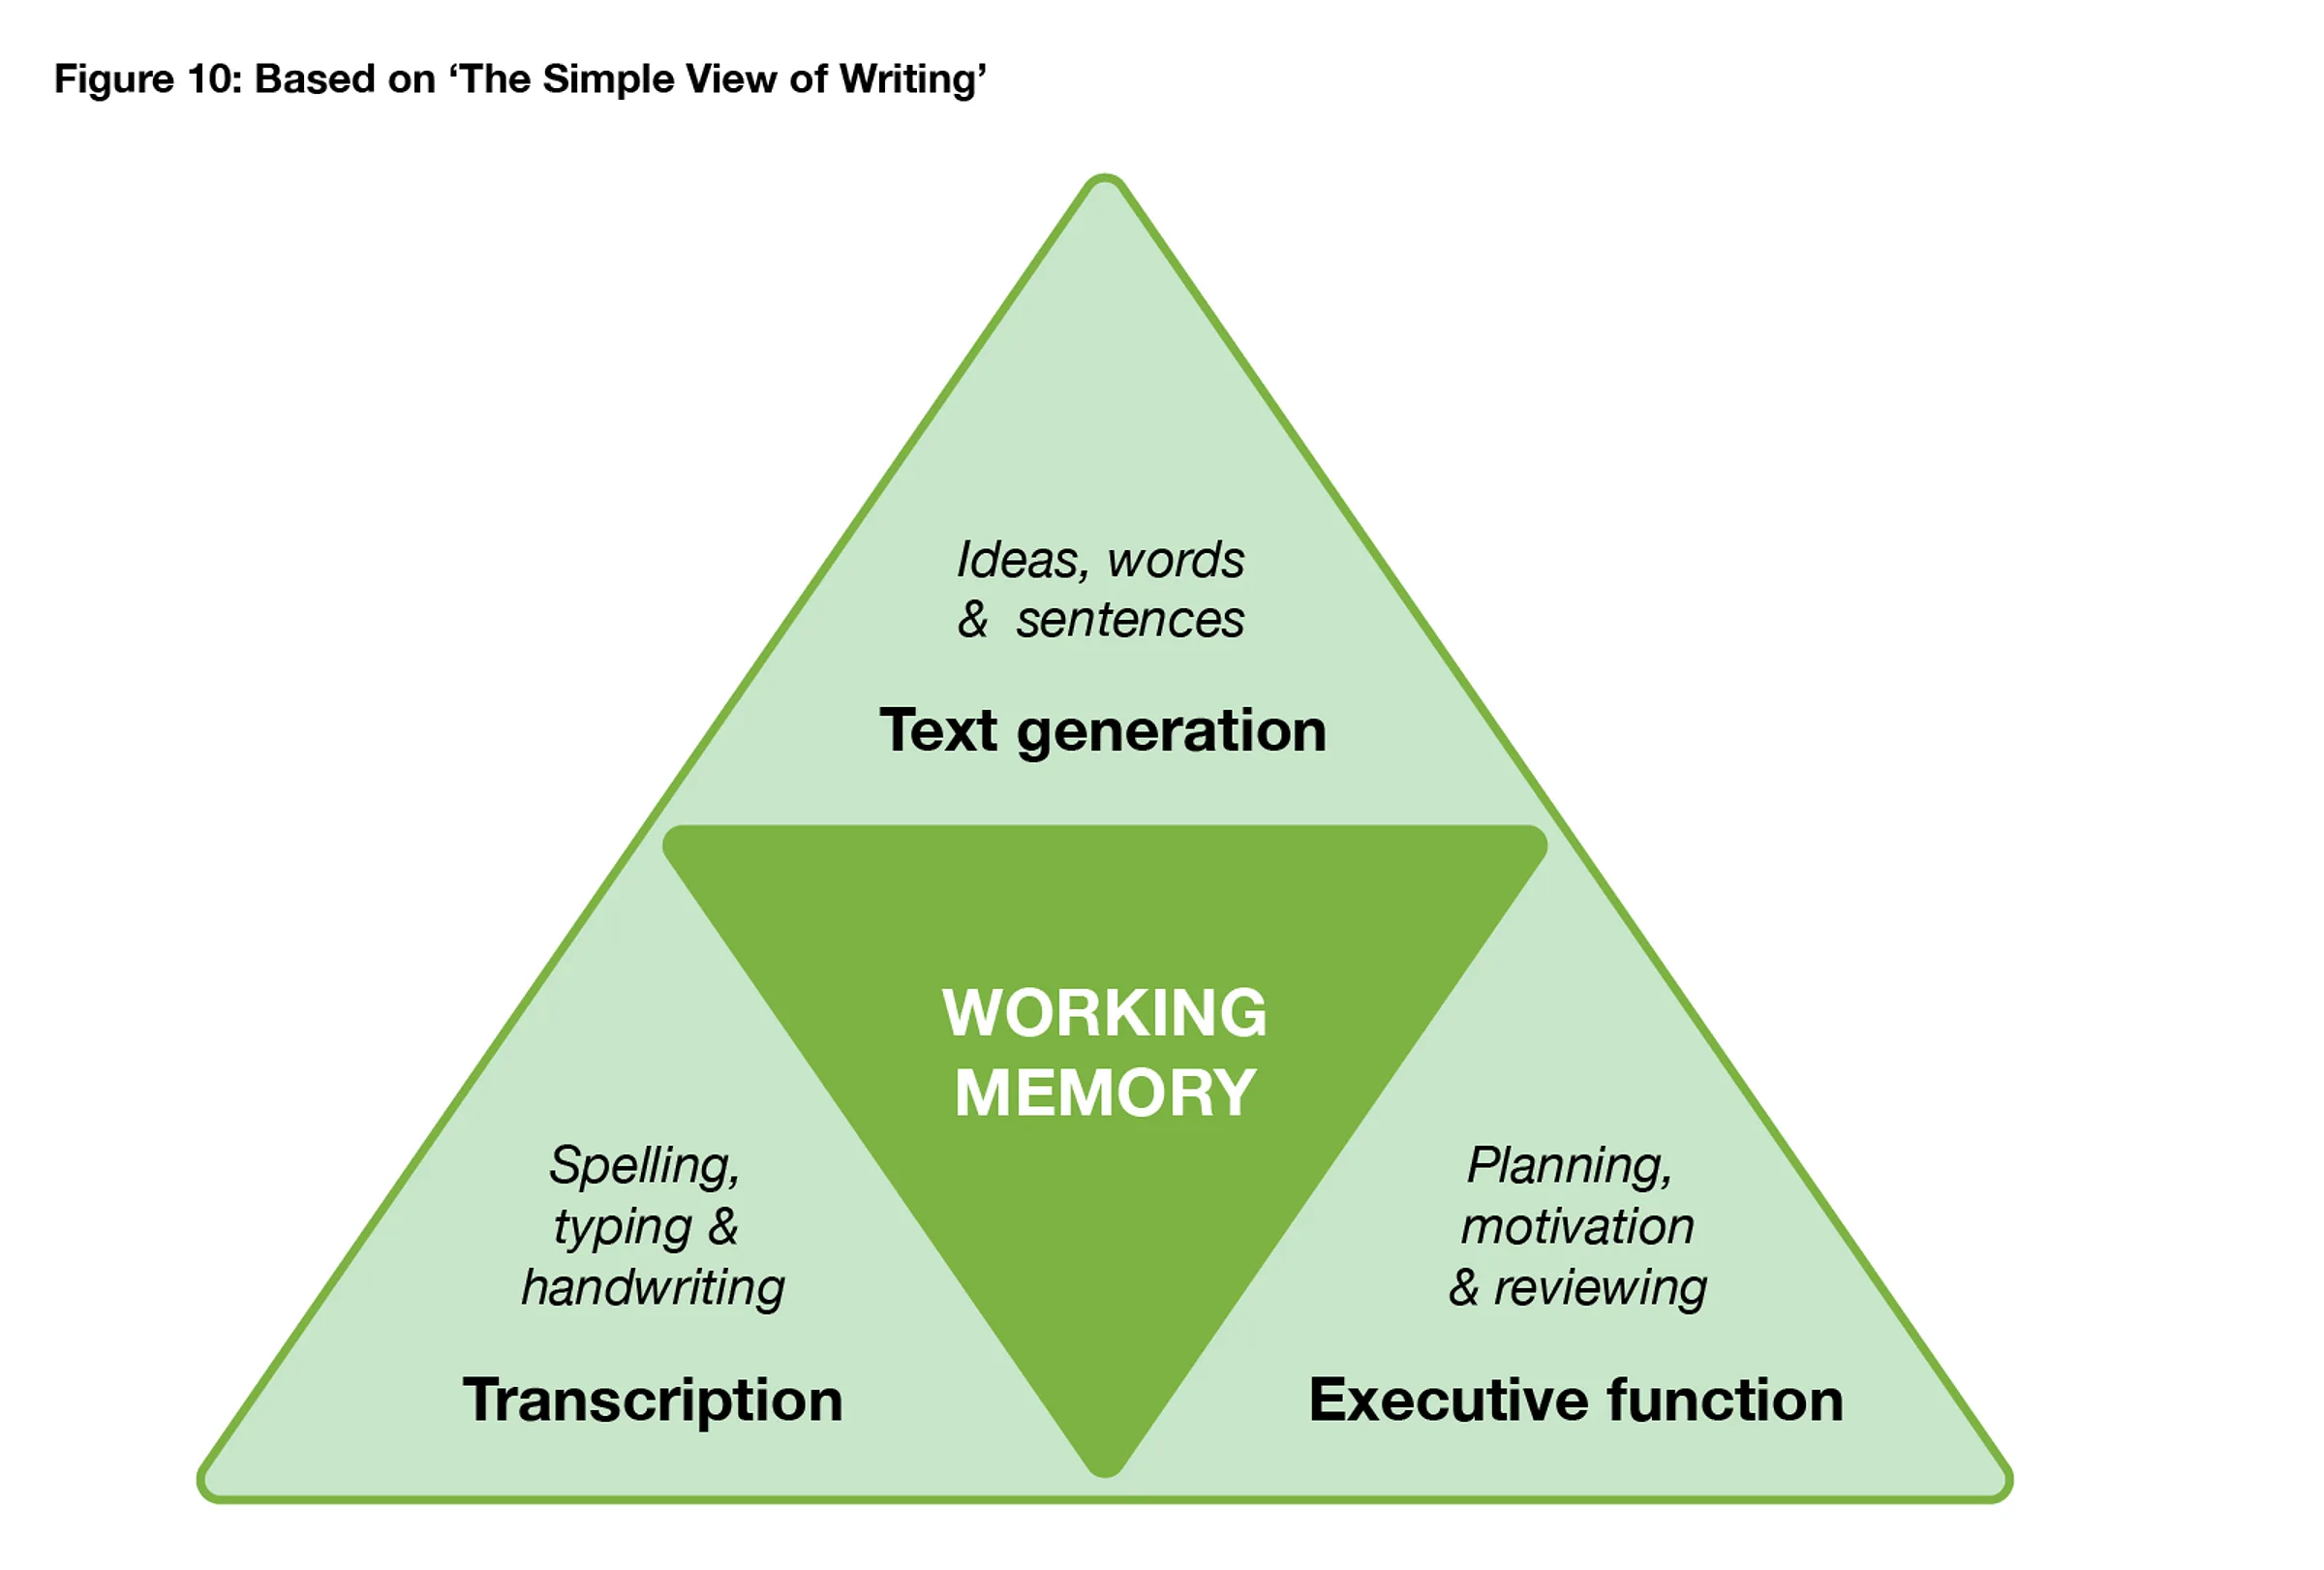 Figure 10: Based on ‘The Simple View of Writing’
Ideas, words
& sentences
Text generation
WORKING
MEMORY
Spelling,
typing &
handwriting
Transcription
Planning,
motivation
& reviewing
Executive function